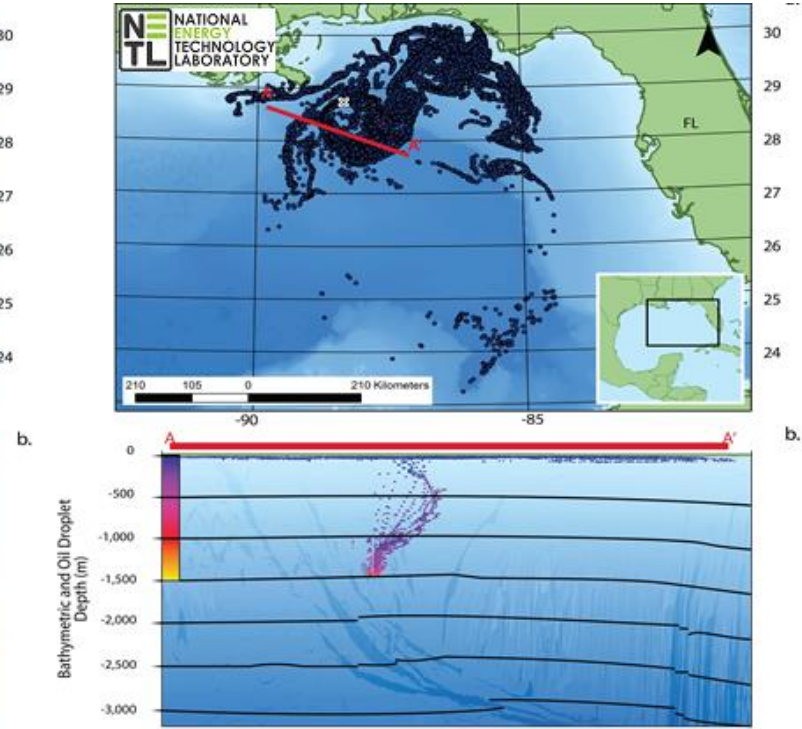 NETL NATIONAL
ENERGY
TECHNOLOGY
LABORATORY
30
29
28
27
26
25
24
30
29
28
27
26
25
24
A
A'
FL
210 105 0 210 Kilometers
-90 -85
b.
b.
A A'
0
-500
-1,000
-1,500
-2,000
-2,500
-3,000
Bathymetric and Oil Droplet
Depth (m)